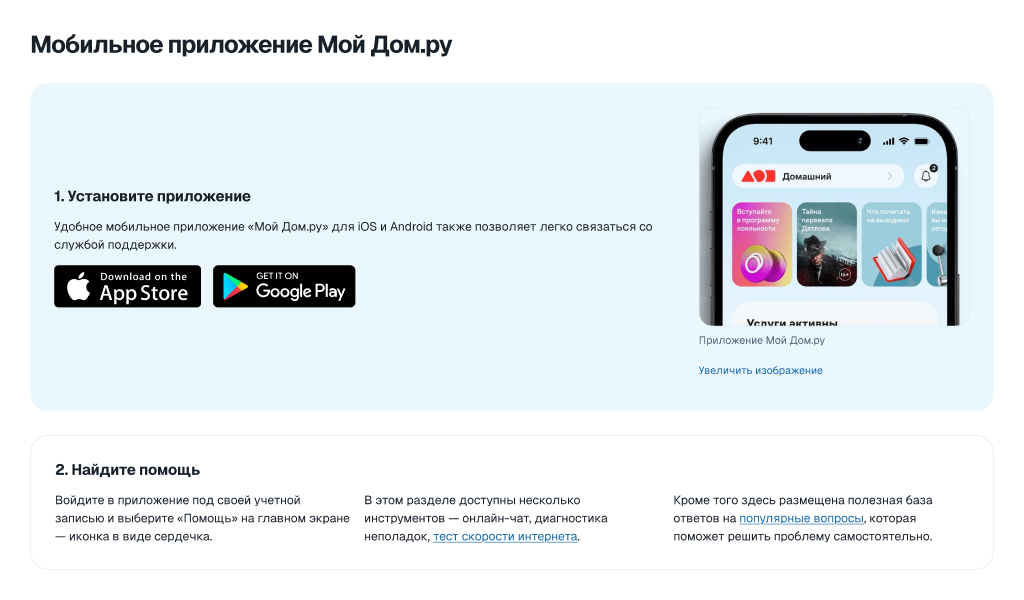 Мобильное приложение Мой Дом.ру
1. Установите приложение
Удобное мобильное приложение «Мой Дом.ру» для iOS и Android также позволяет легко связаться со
службой поддержки.
Download on the
App Store
GET IT ON
Google Play
9:41
2
Домашний
Вступайте
в программу
лояльности
Тайна
перевала
Дятлова
16+
Что почитать
на выходных
Приложение Мой Дом.ру
Увеличить изображение
2. Найдите помощь
Войдите в приложение под своей учетной
записью и выберите «Помощь» на главном экране
— иконка в виде сердечка.
В этом разделе доступны несколько
инструментов — онлайн-чат, диагностика
неполадок, тест скорости интернета.
Кроме того здесь размещена полезная база
ответов на популярные вопросы, которая
поможет решить проблему самостоятельно.